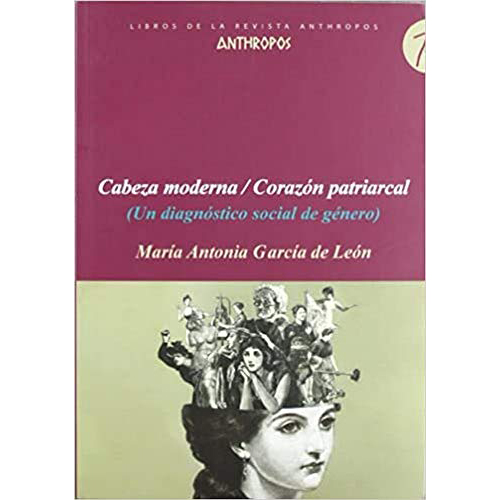 LIBROS DE LA REVISTA ANTHROPOS
ANTHROPOS
7
Cabeza moderna / Corazón patriarcal
(Un diagnóstico social de género)
María Antonia García de León